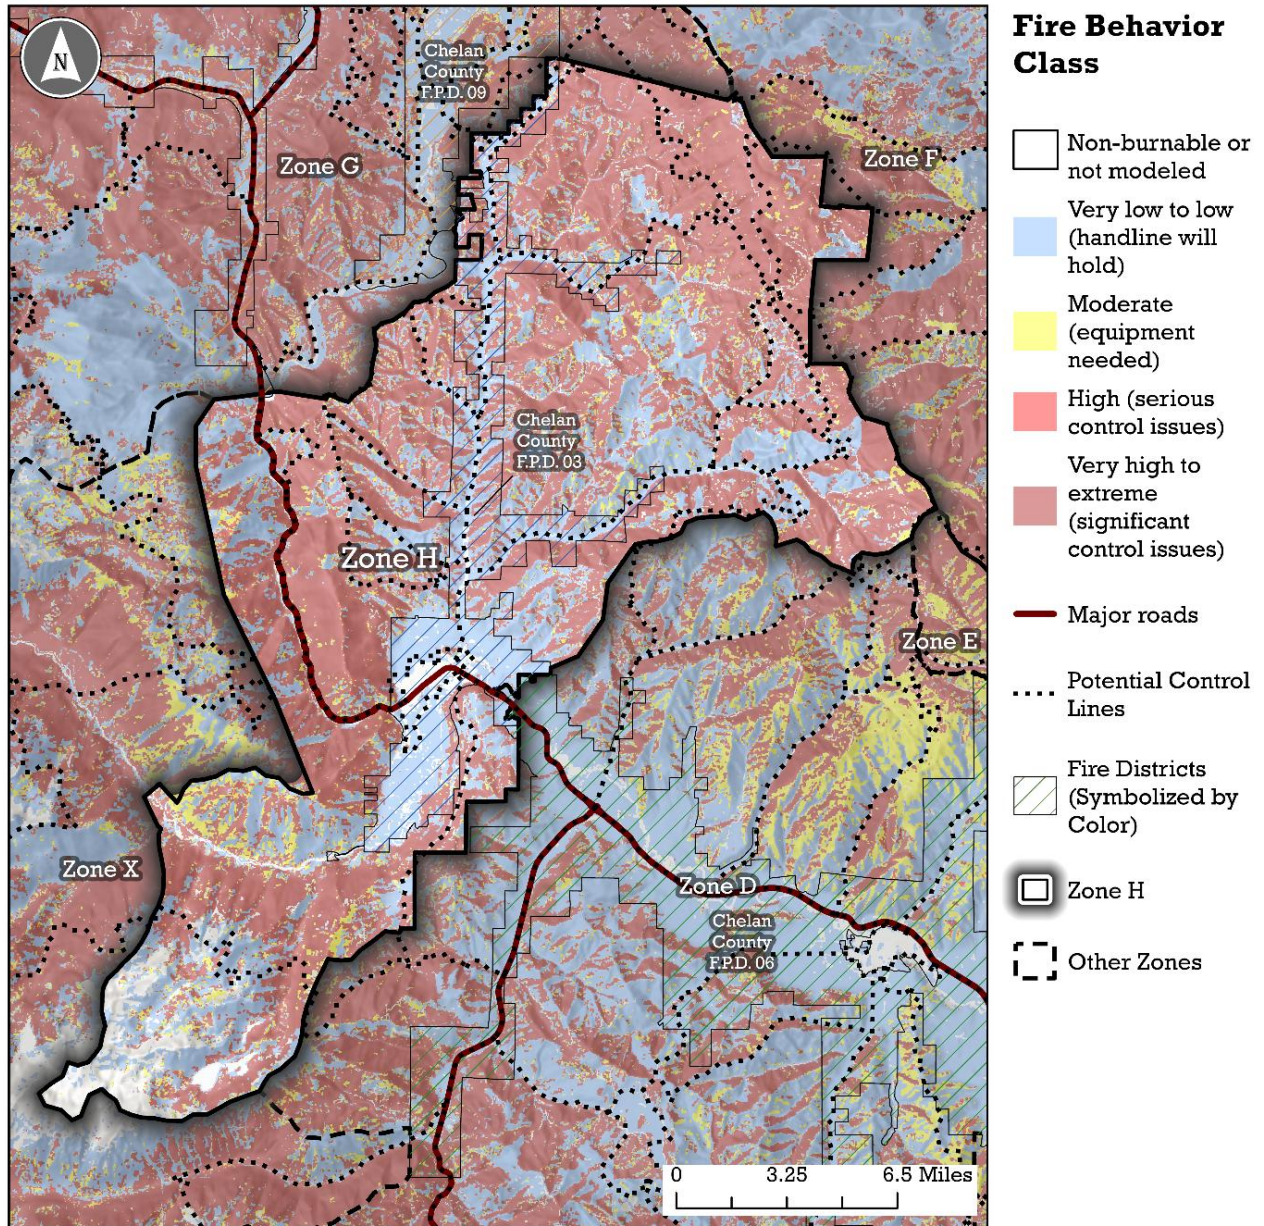 N
Chelan
County
F.P.D. 09
Zone G
Zone F
Chelan
County
F.P.D. 03
Zone H
Zone E
Zone X
Zone D
Chelan
County
F.P.D. 06
0 3.25 6.5 Miles
Fire Behavior
Class
Non-burnable or
not modeled
Very low to low
(handline will
hold)
Moderate
(equipment
needed)
High (serious
control issues)
Very high to
extreme
(significant
control issues)
Major roads
Potential Control
Lines
Fire Districts
(Symbolized by
Color)
Zone H
Other Zones